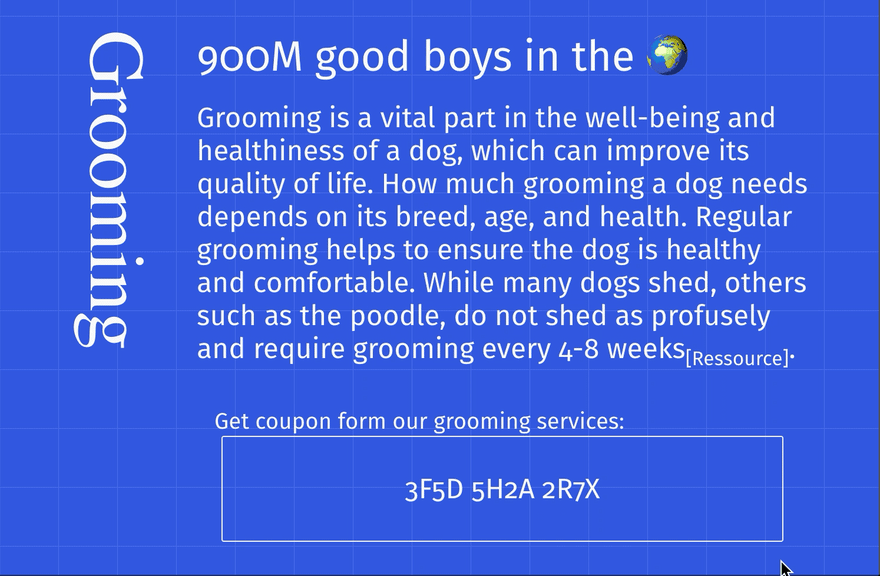 Grooming
900M good boys in the 🌍
Grooming is a vital part in the well-being and
healthiness of a dog, which can improve its
quality of life. How much grooming a dog needs
depends on its breed, age, and health. Regular
grooming helps to ensure the dog is healthy
and comfortable. While many dogs shed, others
such as the poodle, do not shed as profusely
and require grooming every 4-8 weeks[Ressource].
Get coupon form our grooming services:
3F5D 5H2A 2R7X